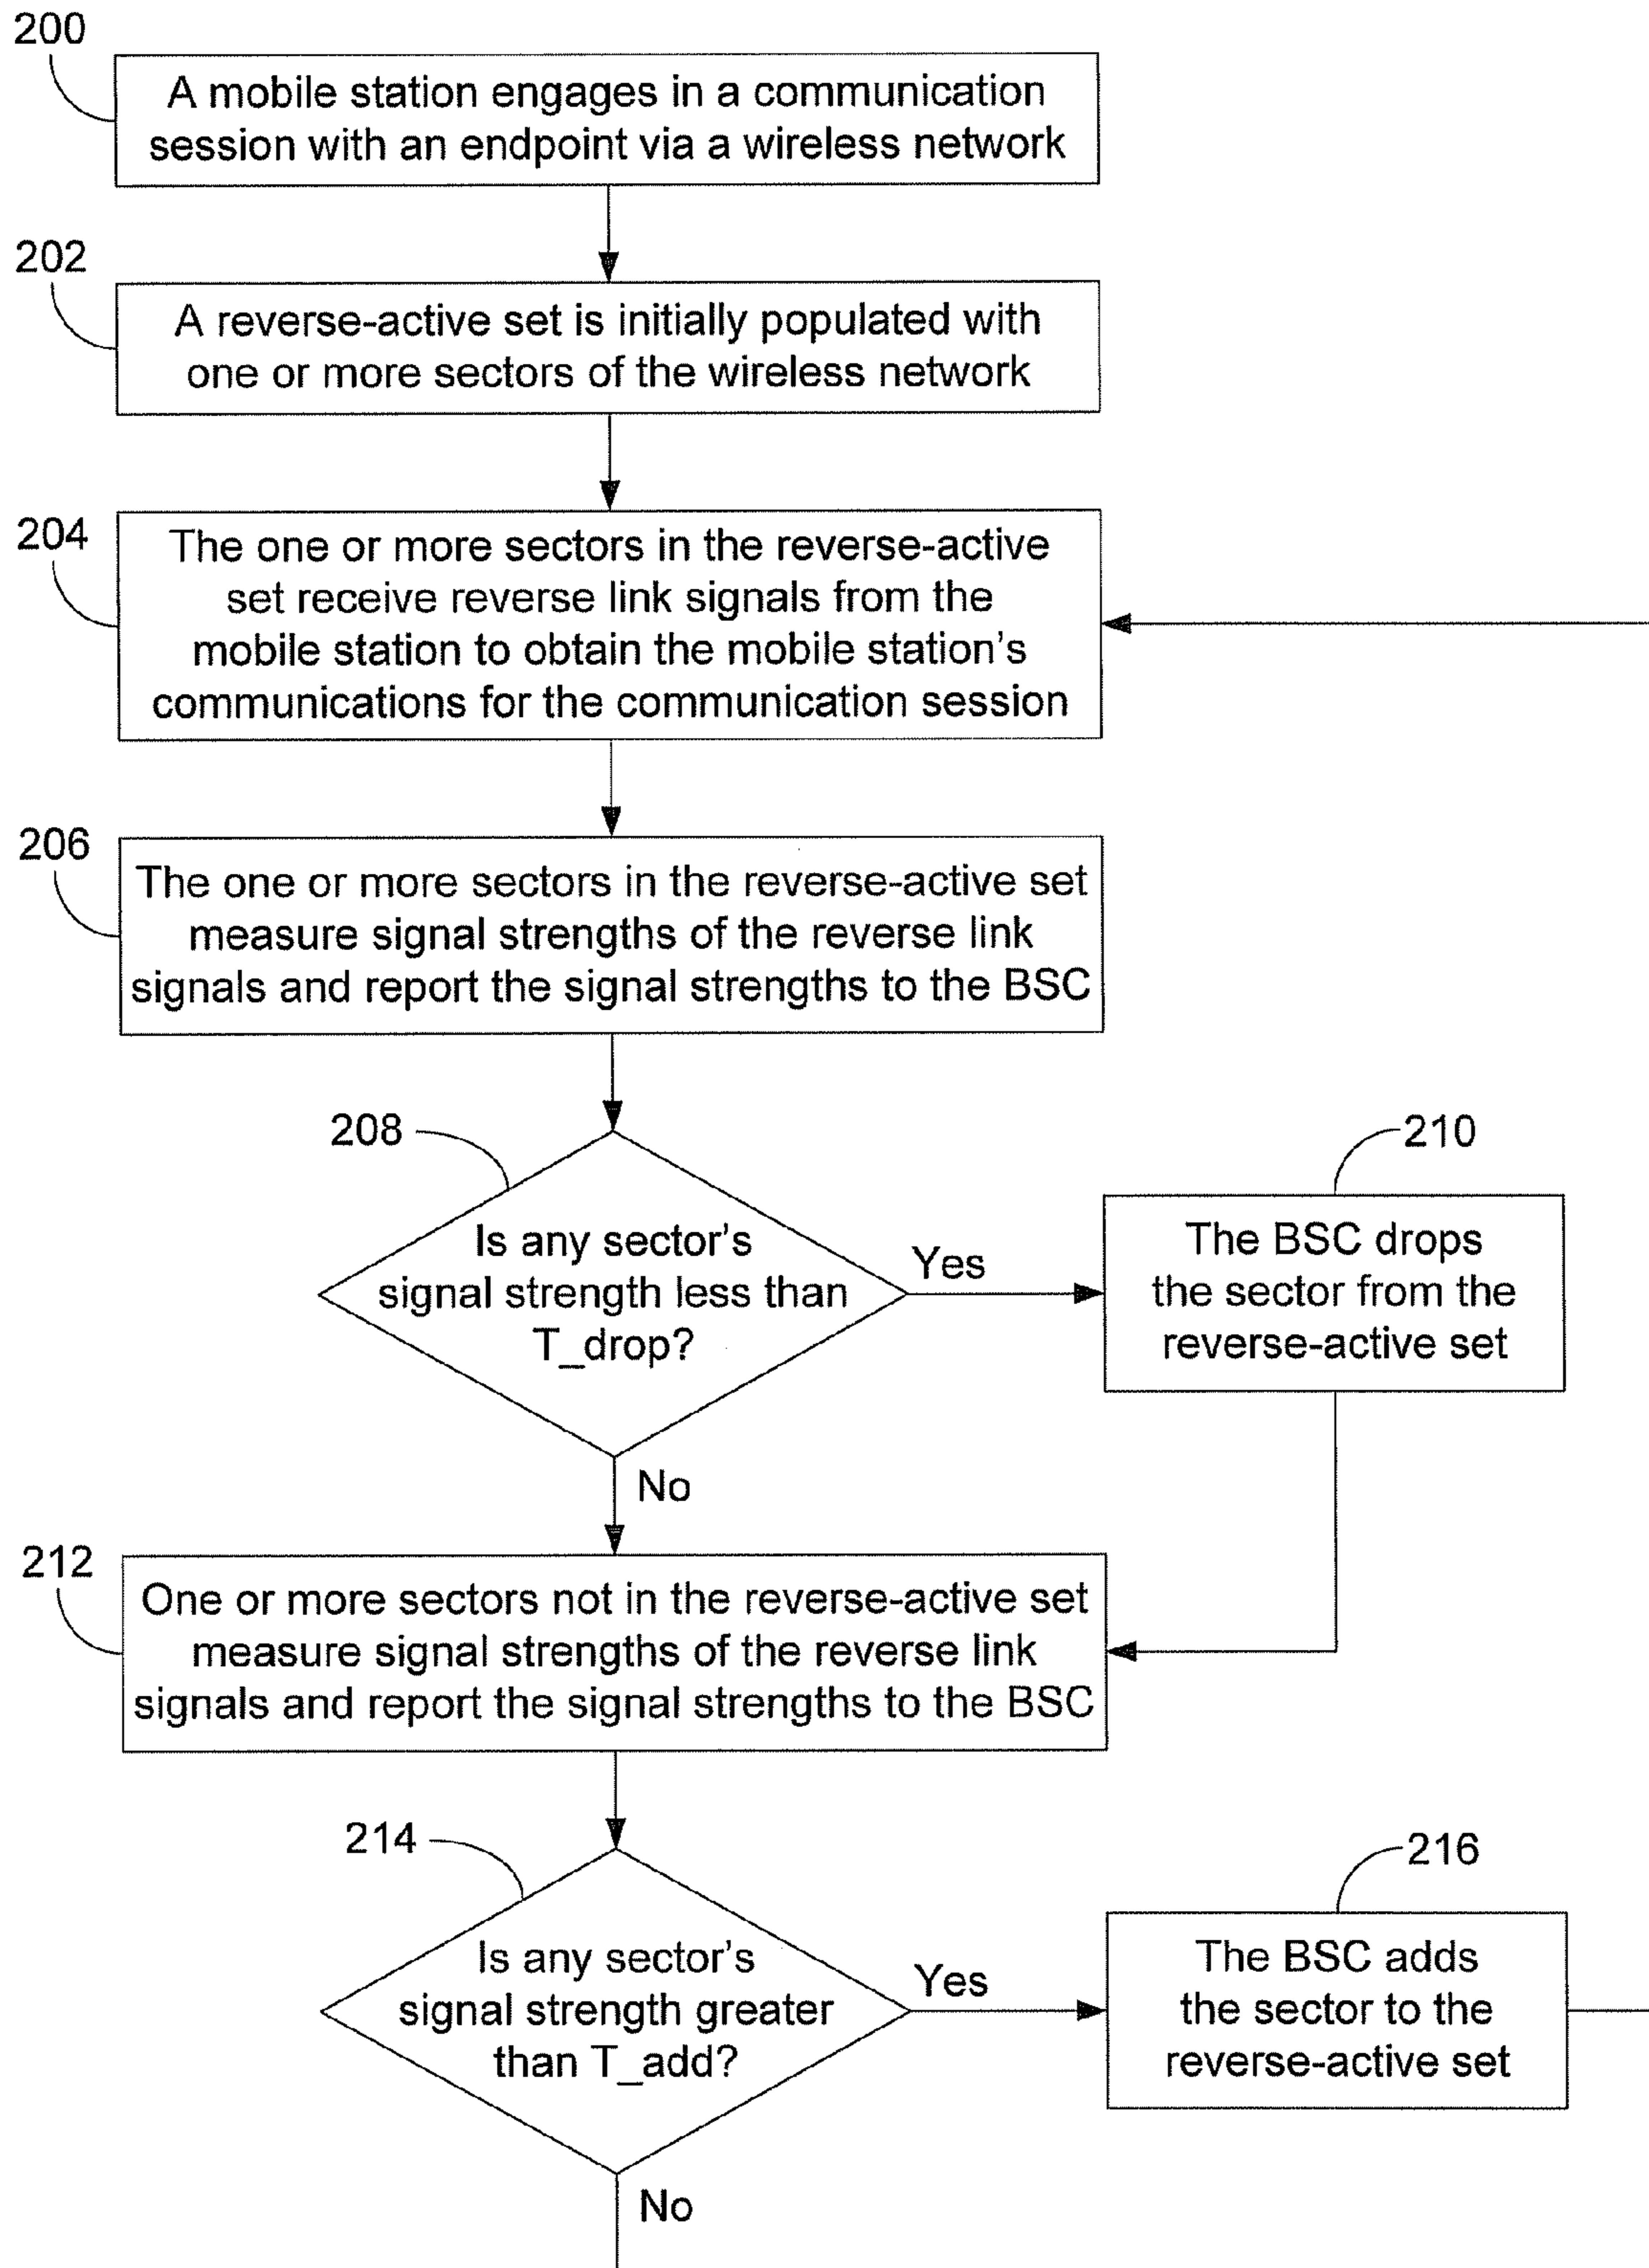 200
A mobile station engages in a communication
session with an endpoint via a wireless network
202
A reverse-active set is initially populated with
one or more sectors of the wireless network
204
The one or more sectors in the reverse-active
set receive reverse link signals from the
mobile station to obtain the mobile station's
communications for the communication session
206
The one or more sectors in the reverse-active set
measure signal strengths of the reverse link
signals and report the signal strengths to the BSC
208
Is any sector's
signal strength less than
T_drop?
Yes
210
The BSC drops
the sector from the
reverse-active set
No
212
One or more sectors not in the reverse-active set
measure signal strengths of the reverse link
signals and report the signal strengths to the BSC
214
Is any sector's
signal strength greater
than T_add?
Yes
216
The BSC adds
the sector to the
reverse-active set
No